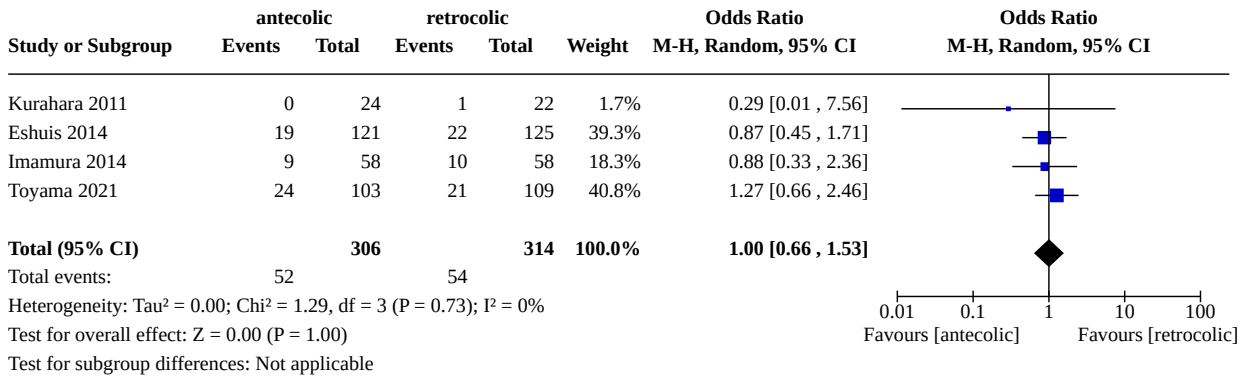 antecolic retrocolic Odds Ratio Odds Ratio
Study or Subgroup Events Total Events Total Weight M-H, Random, 95% CI M-H, Random, 95% CI
Kurahara 2011 0 24 1 22 1.7% 0.29 [0.01 , 7.56]
Eshuis 2014 19 121 22 125 39.3% 0.87 [0.45 , 1.71]
Imamura 2014 9 58 10 58 18.3% 0.88 [0.33 , 2.36]
Toyama 2021 24 103 21 109 40.8% 1.27 [0.66 , 2.46]
Total (95% CI) 306 314 100.0% 1.00 [0.66 , 1.53]
Total events: 52 54
Heterogeneity: Tau² = 0.00; Chi² = 1.29, df = 3 (P = 0.73); I² = 0%
0.01 0.1 1 10 100
Test for overall effect: Z = 0.00 (P = 1.00)
Favours [antecolic] Favours [retrocolic]
Test for subgroup differences: Not applicable